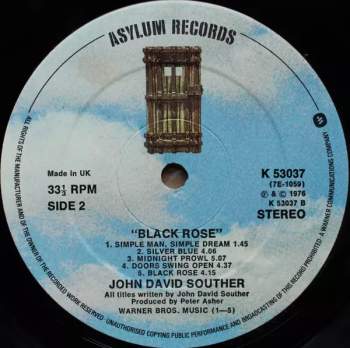 ASYLUM RECORDS
Made in UK
33⅓ RPM
SIDE 2
K 53037
(7E-1059)
℗ & © 1976
K 53037 B
STEREO
"BLACK ROSE"
1. SIMPLE MAN, SIMPLE DREAM 1.45
2. SILVER BLUE 4.06
3. MIDNIGHT PROWL 5.07
4. DOORS SWING OPEN 4.37
5. BLACK ROSE 4.15
JOHN DAVID SOUTHER
All titles written by John David Souther
Produced by Peter Asher
WARNER BROS. MUSIC (1—5)
ALL RIGHTS OF THE MANUFACTURER AND OF THE OWNER OF THE RECORDED WORK RESERVED UNAUTHORISED COPYING PUBLIC PERFORMANCE AND BROADCASTING OF THIS RECORD PROHIBITED
A WARNER COMMUNICATIONS COMPANY